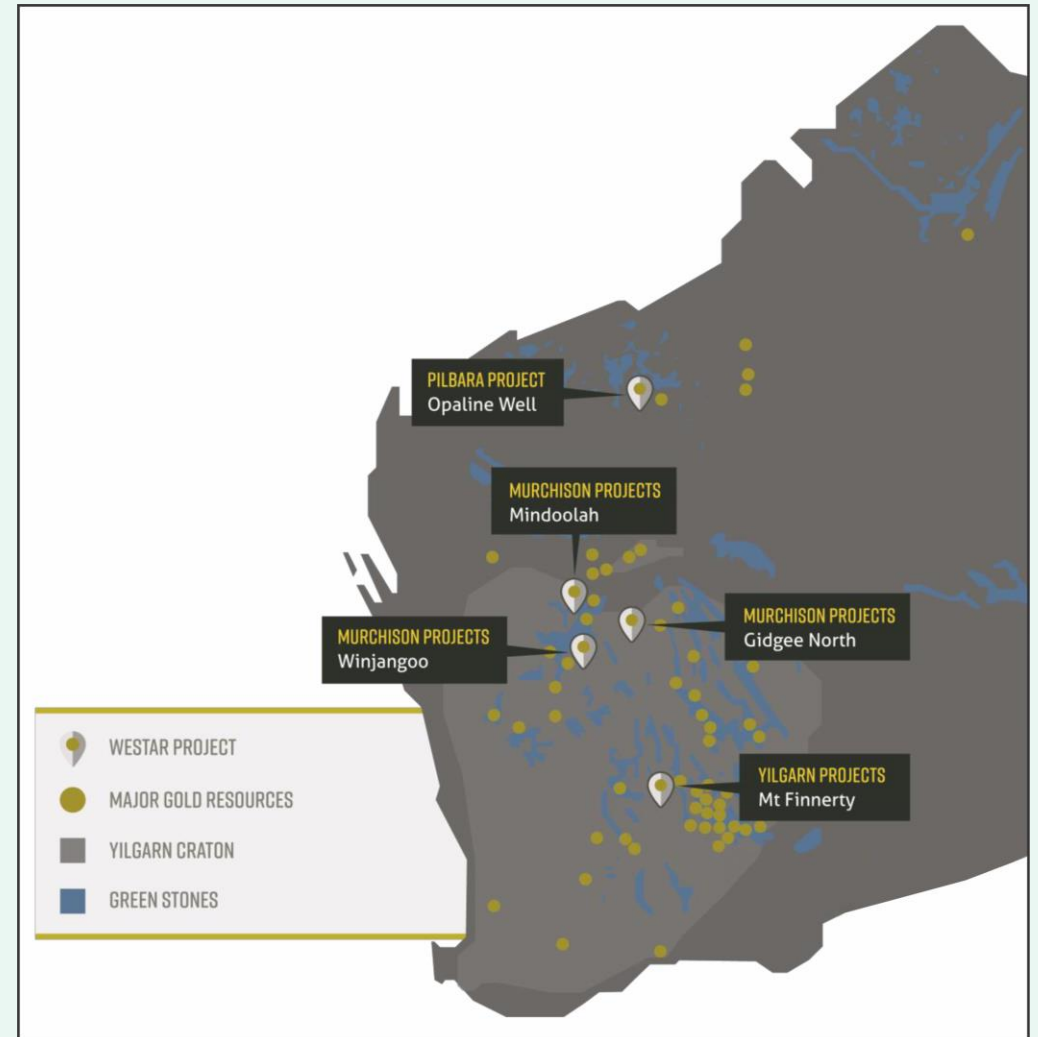 PILBARA PROJECT
Opaline Well
MURCHISON PROJECTS
Mindoolah
MURCHISON PROJECTS
Gidgee North
MURCHISON PROJECTS
Winjangoo
YILGARN PROJECTS
Mt Finnerty
WESTAR PROJECT
MAJOR GOLD RESOURCES
YILGARN CRATON
GREEN STONES